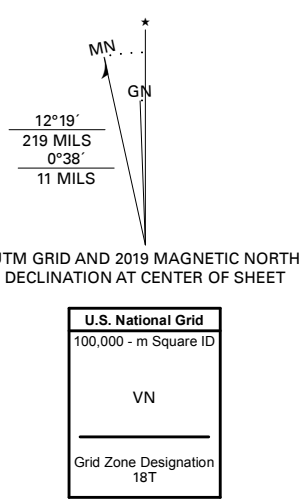 ★
MN
GN
12°19´
219 MILS
0°38´
11 MILS
UTM GRID AND 2019 MAGNETIC NORTH
DECLINATION AT CENTER OF SHEET
U.S. National Grid
100,000 - m Square ID
VN
Grid Zone Designation
18T